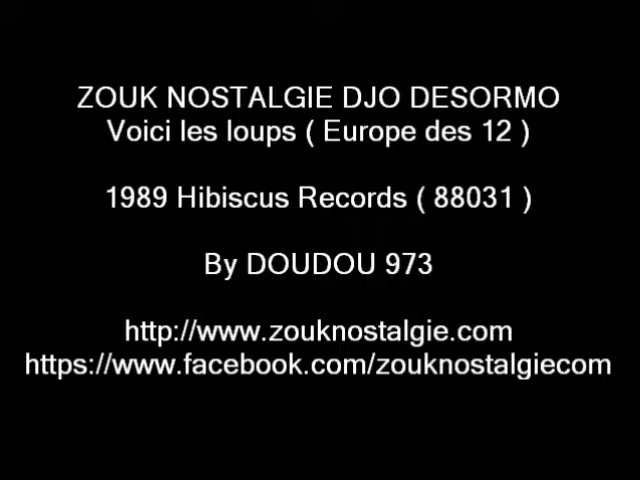 ZOUK NOSTALGIE DJO DESORMO
Voici les loups ( Europe des 12 )
1989 Hibiscus Records ( 88031 )
By DOUDOU 973
http://www.zouknostalgie.com
https://www.facebook.com/zouknostalgiecom